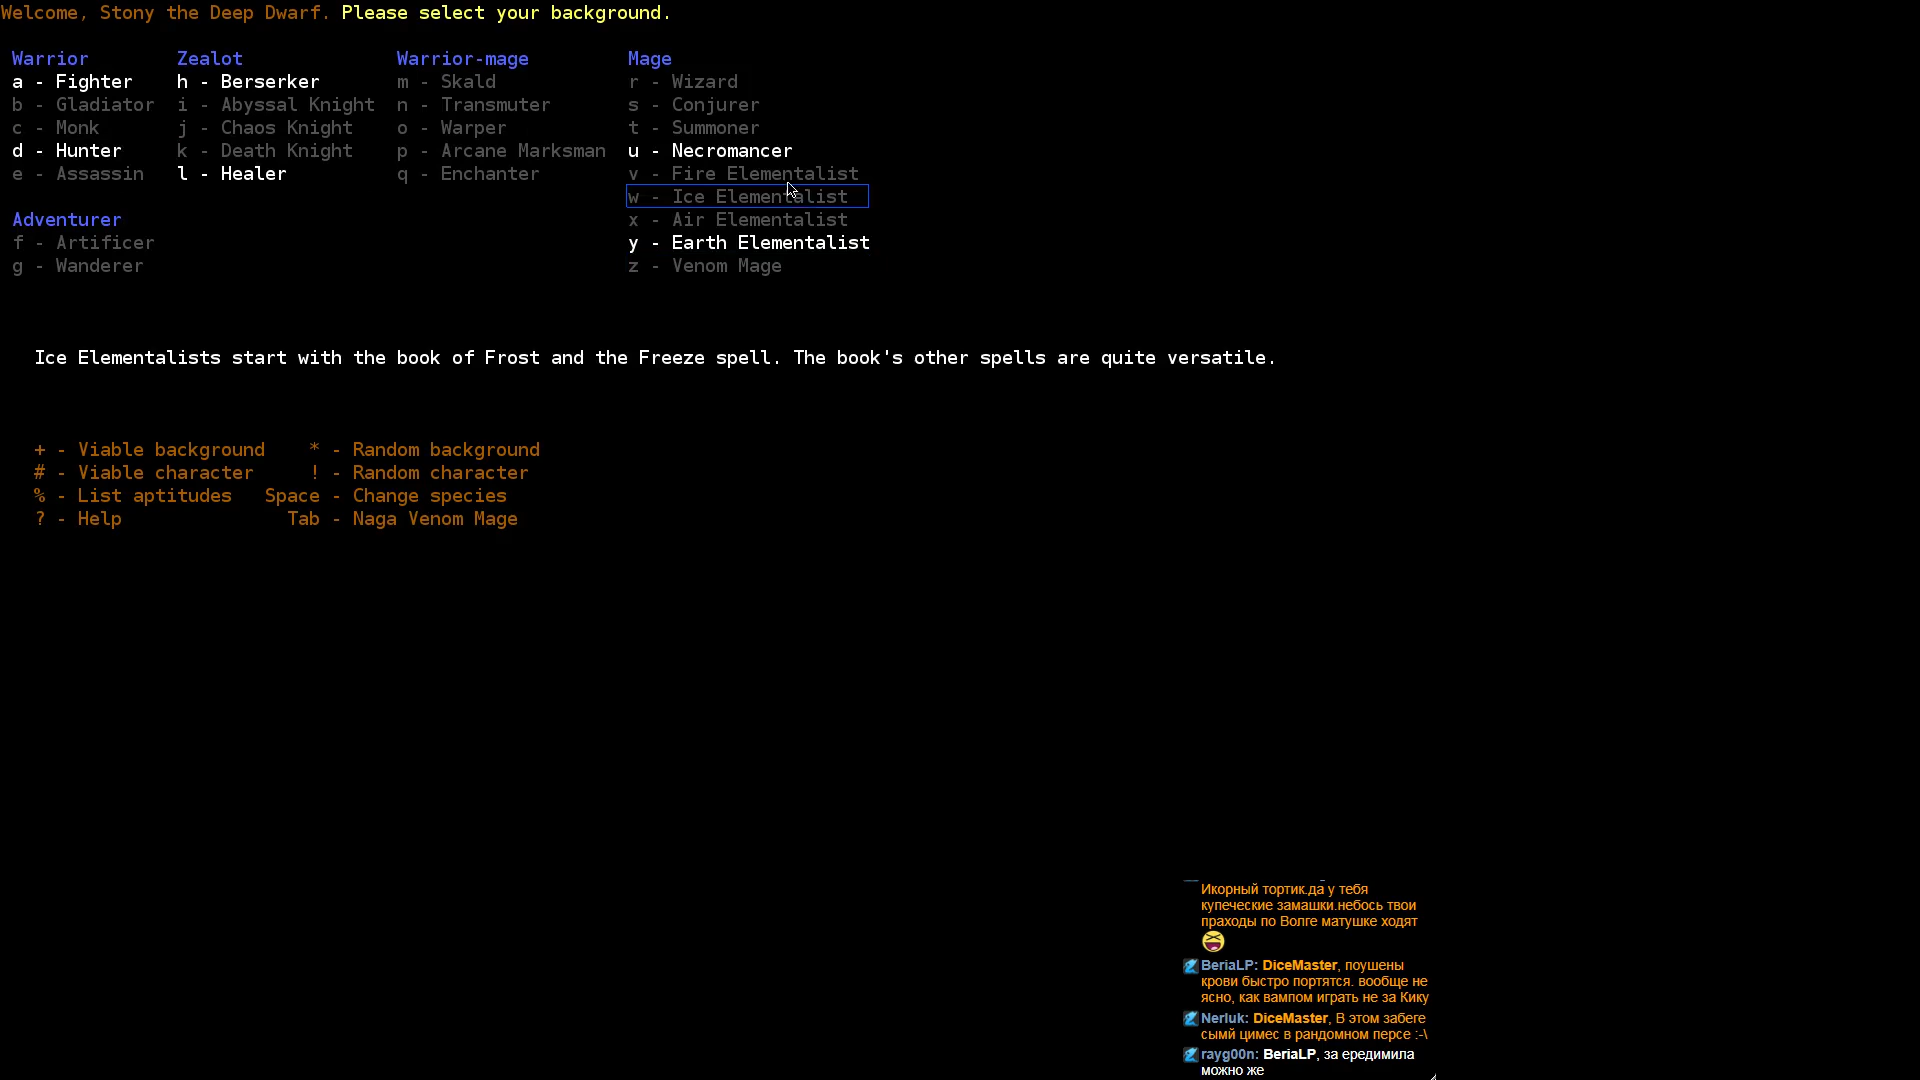 Welcome, Stony the Deep Dwarf. Please select your background.
Warrior Zealot Warrior-mage Mage
a - Fighter h - Berserker m - Skald r - Wizard
b - Gladiator i - Abyssal Knight n - Transmuter s - Conjurer
c - Monk j - Chaos Knight o - Warper t - Summoner
d - Hunter k - Death Knight p - Arcane Marksman u - Necromancer
e - Assassin l - Healer q - Enchanter v - Fire Elementalist
w - Ice Elementalist
Adventurer x - Air Elementalist
f - Artificer y - Earth Elementalist
g - Wanderer z - Venom Mage
Ice Elementalists start with the book of Frost and the Freeze spell. The book's other spells are quite versatile.
+ - Viable background * - Random background
# - Viable character ! - Random character
% - List aptitudes Space - Change species
? - Help Tab - Naga Venom Mage
Икорный тортик.да у тебя
купеческие замашки.небось твои
праходы по Волге матушке ходят
BeriaLP: DiceMaster, поушены
крови быстро портятся. вообще не
ясно, как вампом играть не за Кику
Nerluk: DiceMaster, В этом забеге
сымй цимес в рандомном персе :-\
rayg00n: BeriaLP, за ередимила
можно же